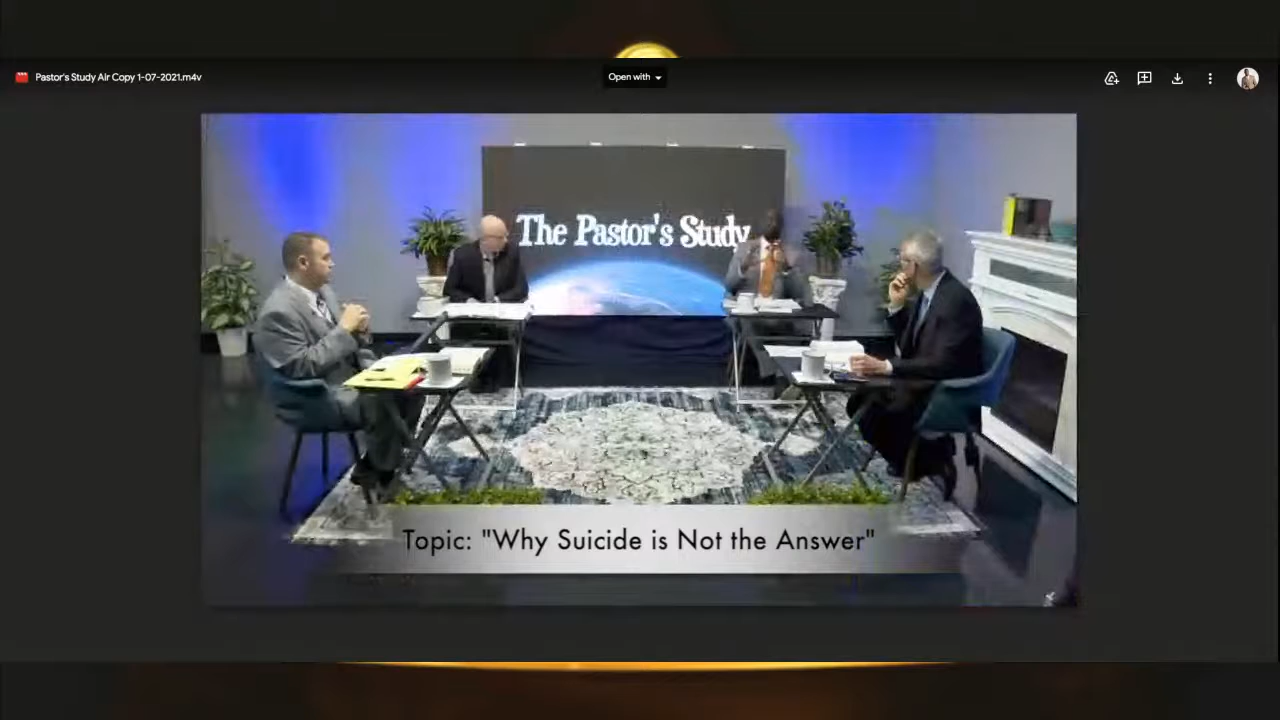 Pastor's Study Air Copy 1-07-2021.m4v
Open with
The Pastor's Study
Topic: "Why Suicide is Not the Answer"